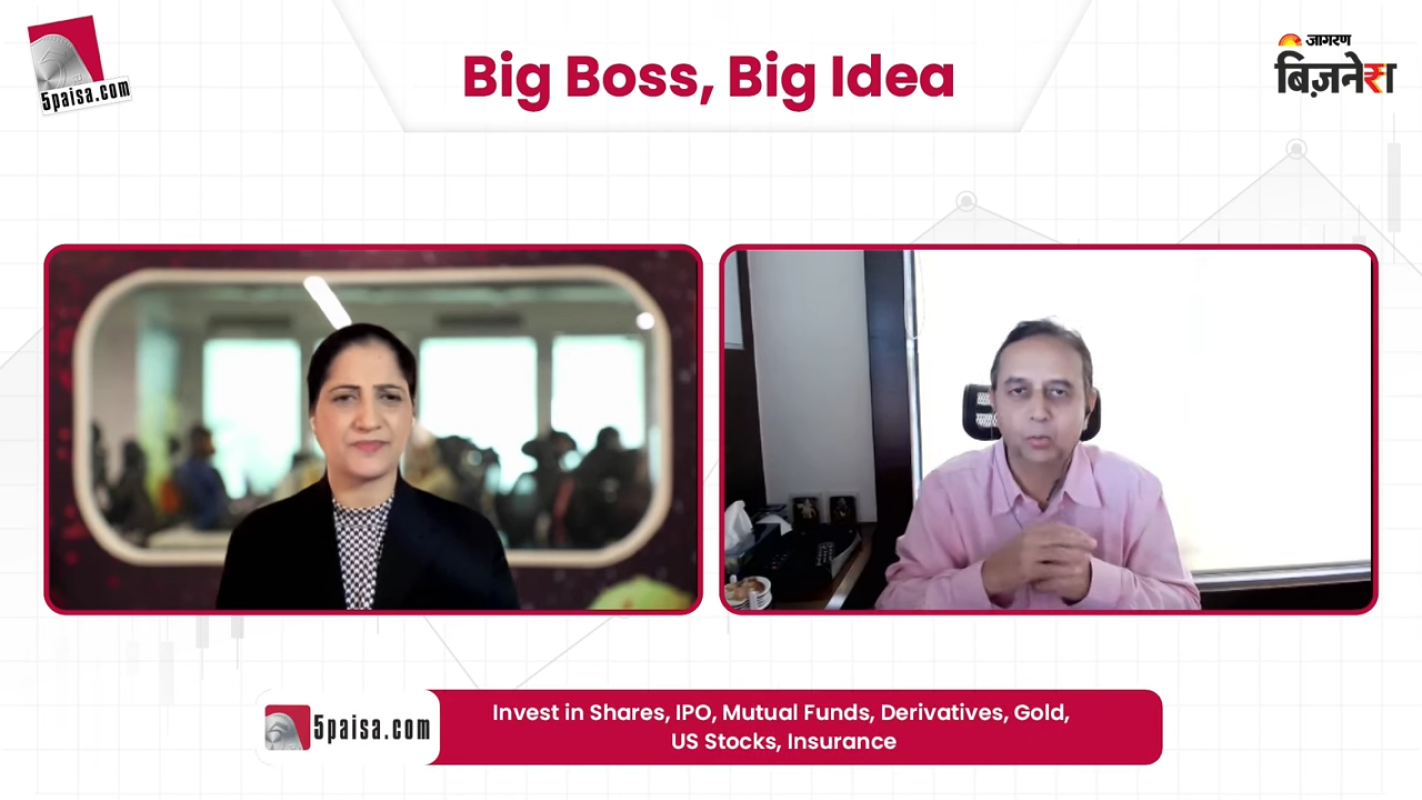 5paisa.com
Big Boss, Big Idea
जागरण
बिज़नेस
5paisa.com
Invest in Shares, IPO, Mutual Funds, Derivatives, Gold,
US Stocks, Insurance